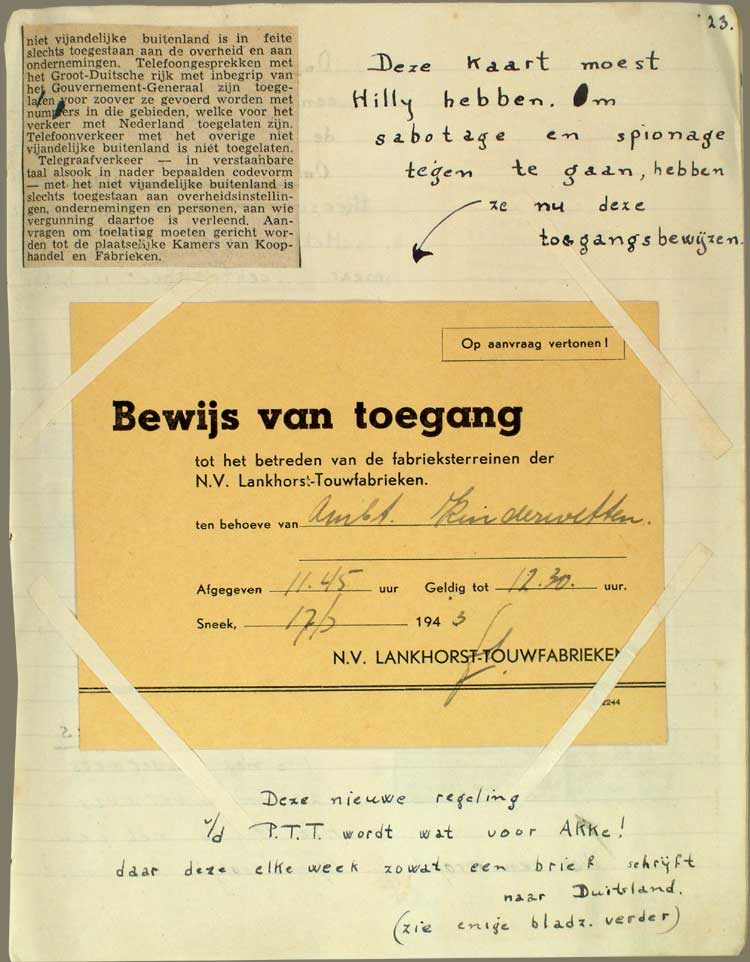 23.
niet vijandelijke buitenland is in feite
slechts toegestaan aan de overheid en aan
ondernemingen. Telefoongesprekken met
het Groot-Duitsche rijk met inbegrip van
het Gouvernement-Generaal zijn toege-
laten voor zoover ze gevoerd worden met
nummers in die gebieden, welke voor het
verkeer met Nederland toegelaten zijn.
Telefoonverkeer met het overige niet
vijandelijke buitenland is niet toegelaten.
Telegraafverkeer — in verstaanbare
taal alsook in nader bepaalden codevorm
— met het niet vijandelijke buitenland is
slechts toegestaan aan overheidsinstellin-
gen, ondernemingen en personen, aan wie
vergunning daartoe is verleend. Aan-
vragen om toelating moeten gericht wor-
den tot de plaatselijke Kamers van Koop-
handel en Fabrieken.
Deze kaart moest
Hilly hebben. Om
sabotage en spionage
tegen te gaan, hebben
ze nu deze
toegangsbewijzen.
Op aanvraag vertonen!
Bewijs van toegang
tot het betreden van de fabrieksterreinen der
N.V. Lankhorst-Touwfabrieken.
ten behoeve van Ambt. Kinderwetten.
Afgegeven 11.45 uur Geldig tot 12.30. uur.
Sneek, 17/ 1943
N.V. LANKHORST-TOUWFABRIEKEN
2244
Deze nieuwe regeling
v/d P.T.T. wordt wat voor Akke!
daar deze elke week zowat een brief schrijft
naar Duitsland.
(zie enige bladz. verder)